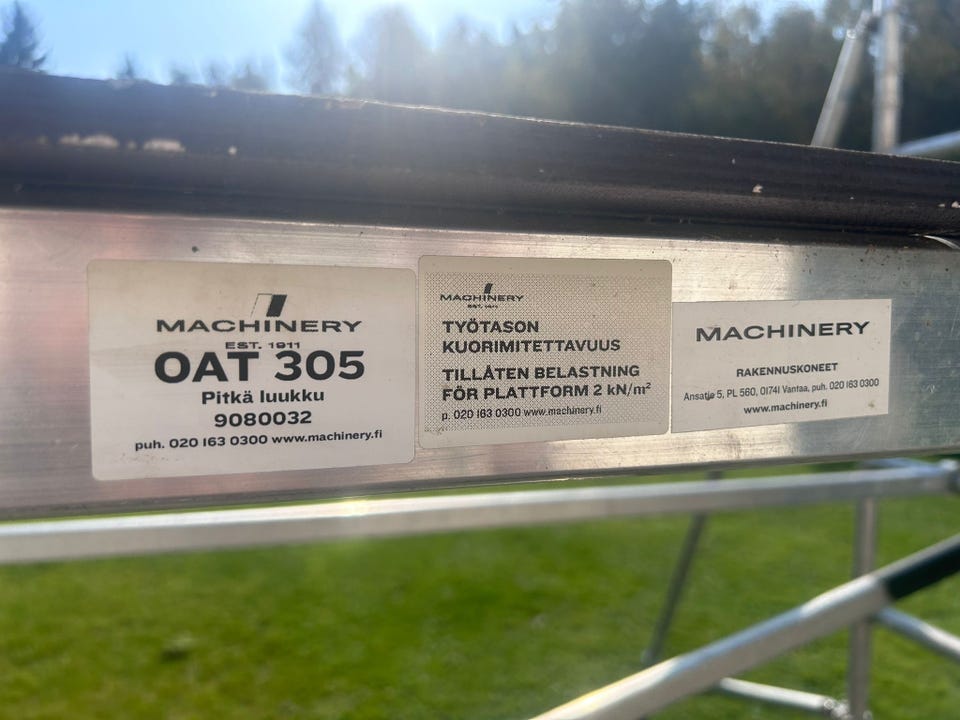 MACHINERY
EST. 1911
OAT 305
Pitkä luukku
9080032
puh. 020 163 0300 www.machinery.fi
MACHINERY
EST. 1911
TYÖTASON
KUORIMITETTAVUUS
TILLÅTEN BELASTNING
FÖR PLATTFORM 2 kN/m²
p. 020 163 0300 www.machinery.fi
MACHINERY
RAKENNUSKONEET
Ansatie 5, PL 560, 01741 Vantaa, puh. 020 163 0300
www.machinery.fi